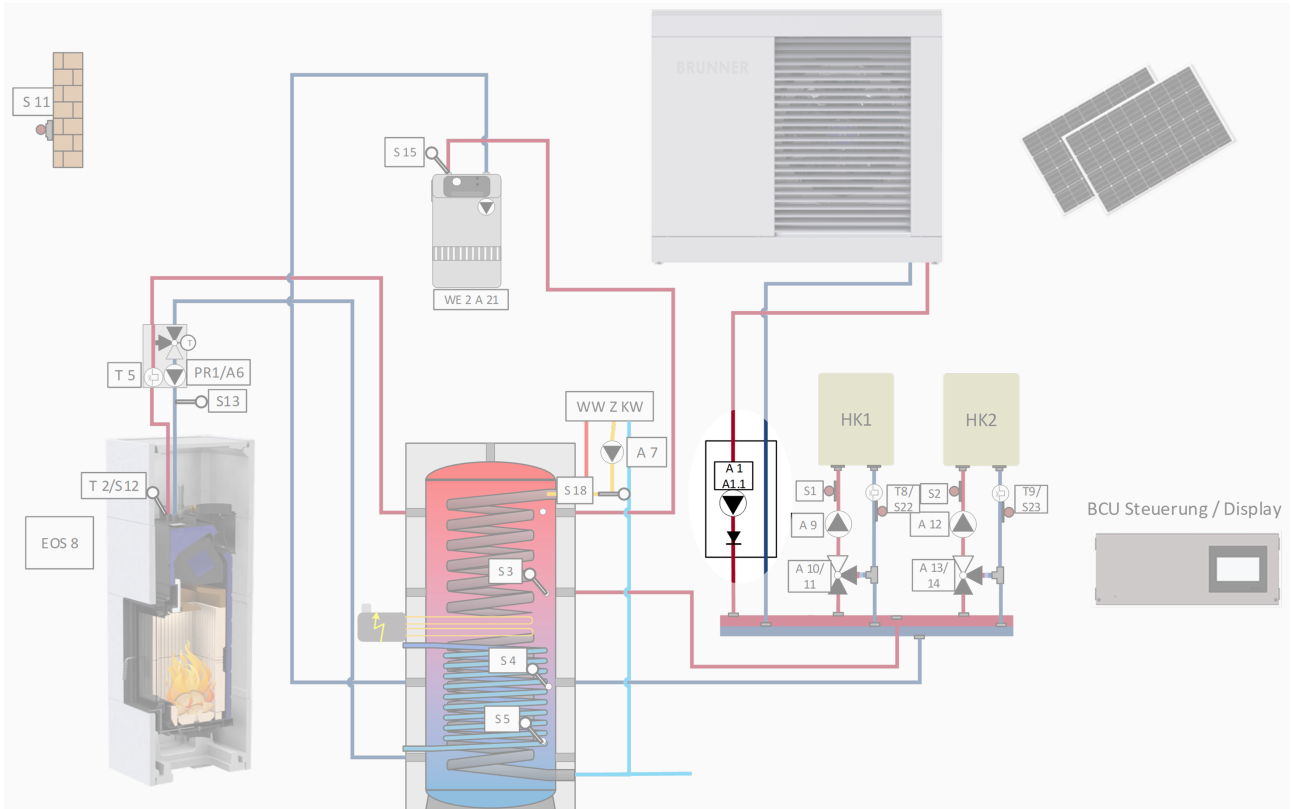 BRUNNER
S 11
S 15
WE 2 A 21
T 5
PR1/A6
S13
T
T 2/S12
EOS 8
WW Z KW
A 7
S 18
S 3
S 4
S 5
A 1
A1.1
HK1
HK2
S1
T8/
S22
S2
T9/
S23
A 9
A 12
A 10/
11
A 13/
14
BCU Steuerung / Display